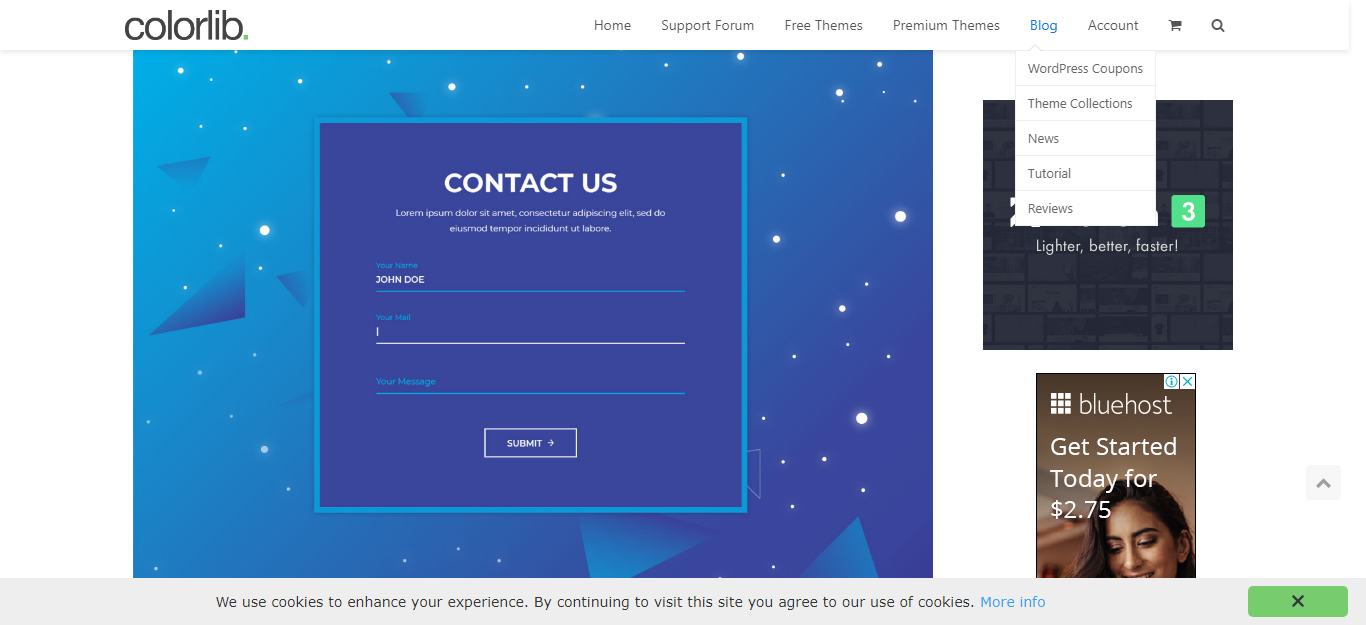 colorlib.
Home
Support Forum
Free Themes
Premium Themes
Blog
Account
WordPress Coupons
Theme Collections
News
Tutorial
Reviews
CONTACT US
Lorem ipsum dolor sit amet, consectetur adipiscing elit, sed do
eiusmod tempor incididunt ut labore.
Your Name
JOHN DOE
Your Mail
Your Message
SUBMIT
3
Lighter, better, faster!
bluehost
Get Started
Today for
$2.75
We use cookies to enhance your experience. By continuing to visit this site you agree to our use of cookies. More info